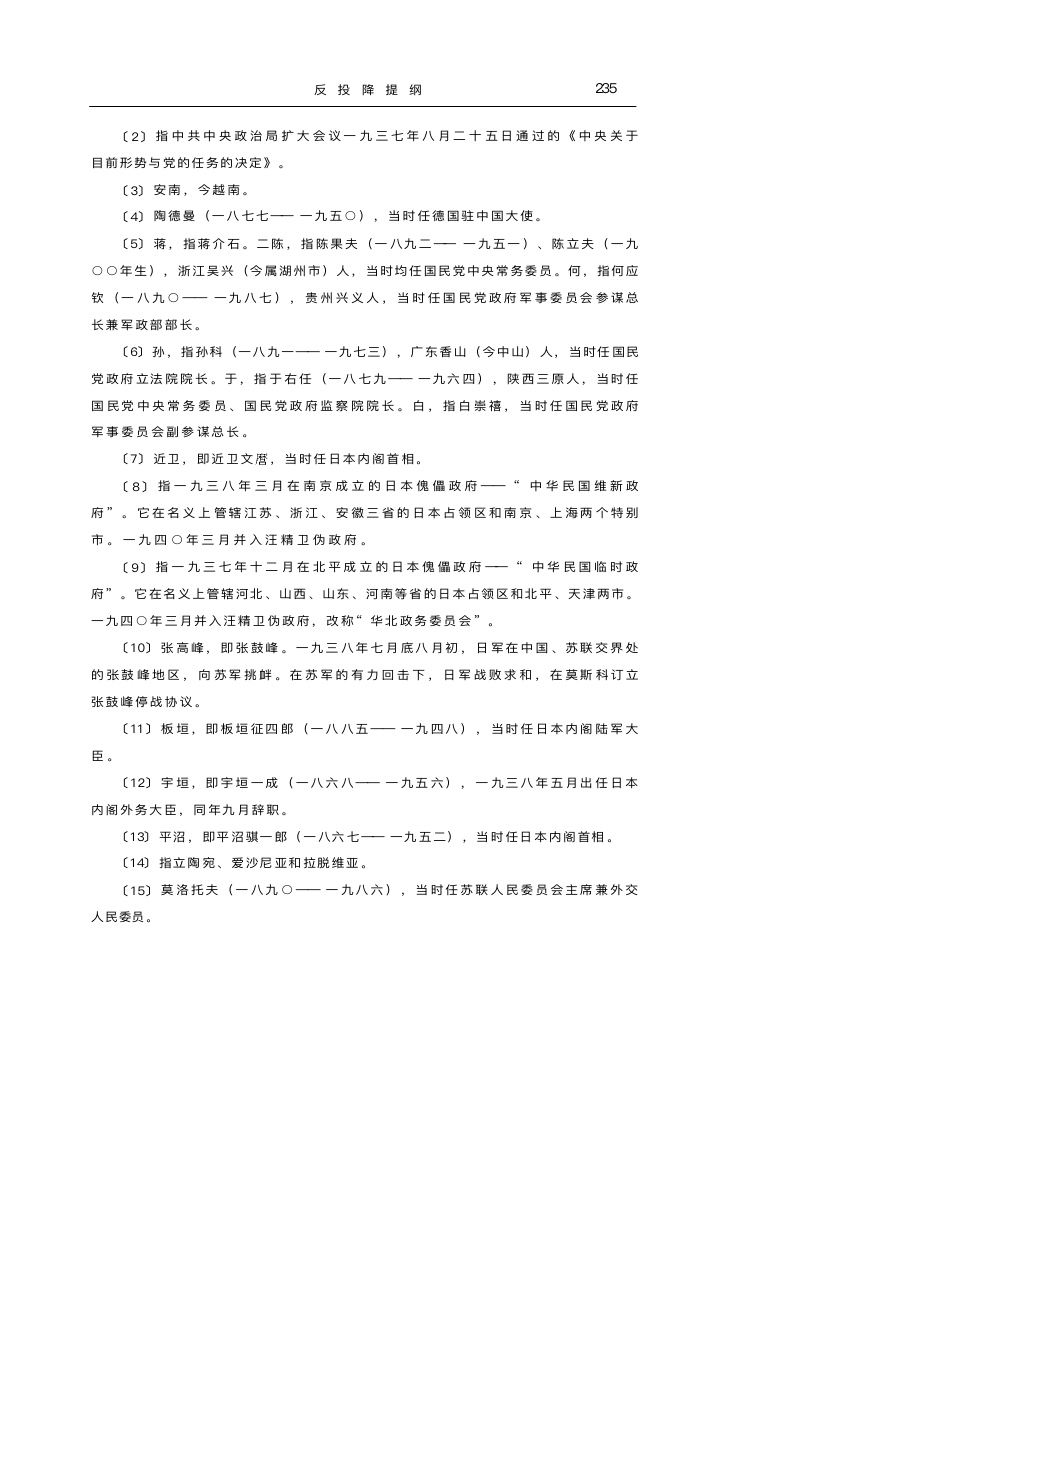 反投降提纲 235
〔2〕指中共中央政治局扩大会议一九三七年八月二十五日通过的《中央关于
目前形势与党的任务的决定》。
〔3〕安南，今越南。
〔4〕陶德曼（一八七七——一九五○），当时任德国驻中国大使。
〔5〕蒋，指蒋介石。二陈，指陈果夫（一八九二——一九五一）、陈立夫（一九
○○年生），浙江吴兴（今属湖州市）人，当时均任国民党中央常务委员。何，指何应
钦（一八九○——一九八七），贵州兴义人，当时任国民党政府军事委员会参谋总
长兼军政部部长。
〔6〕孙，指孙科（一八九一——一九七三），广东香山（今中山）人，当时任国民
党政府立法院院长。于，指于右任（一八七九——一九六四），陕西三原人，当时任
国民党中央常务委员、国民党政府监察院院长。白，指白崇禧，当时任国民党政府
军事委员会副参谋总长。
〔7〕近卫，即近卫文麿，当时任日本内阁首相。
〔8〕指一九三八年三月在南京成立的日本傀儡政府——“中华民国维新政
府”。它在名义上管辖江苏、浙江、安徽三省的日本占领区和南京、上海两个特别
市。一九四○年三月并入汪精卫伪政府。
〔9〕指一九三七年十二月在北平成立的日本傀儡政府——“中华民国临时政
府”。它在名义上管辖河北、山西、山东、河南等省的日本占领区和北平、天津两市。
一九四○年三月并入汪精卫伪政府，改称“华北政务委员会”。
〔10〕张高峰，即张鼓峰。一九三八年七月底八月初，日军在中国、苏联交界处
的张鼓峰地区，向苏军挑衅。在苏军的有力回击下，日军战败求和，在莫斯科订立
张鼓峰停战协议。
〔11〕板垣，即板垣征四郎（一八八五——一九四八），当时任日本内阁陆军大
臣。
〔12〕宇垣，即宇垣一成（一八六八——一九五六），一九三八年五月出任日本
内阁外务大臣，同年九月辞职。
〔13〕平沼，即平沼骐一郎（一八六七——一九五二），当时任日本内阁首相。
〔14〕指立陶宛、爱沙尼亚和拉脱维亚。
〔15〕莫洛托夫（一八九○——一九八六），当时任苏联人民委员会主席兼外交
人民委员。